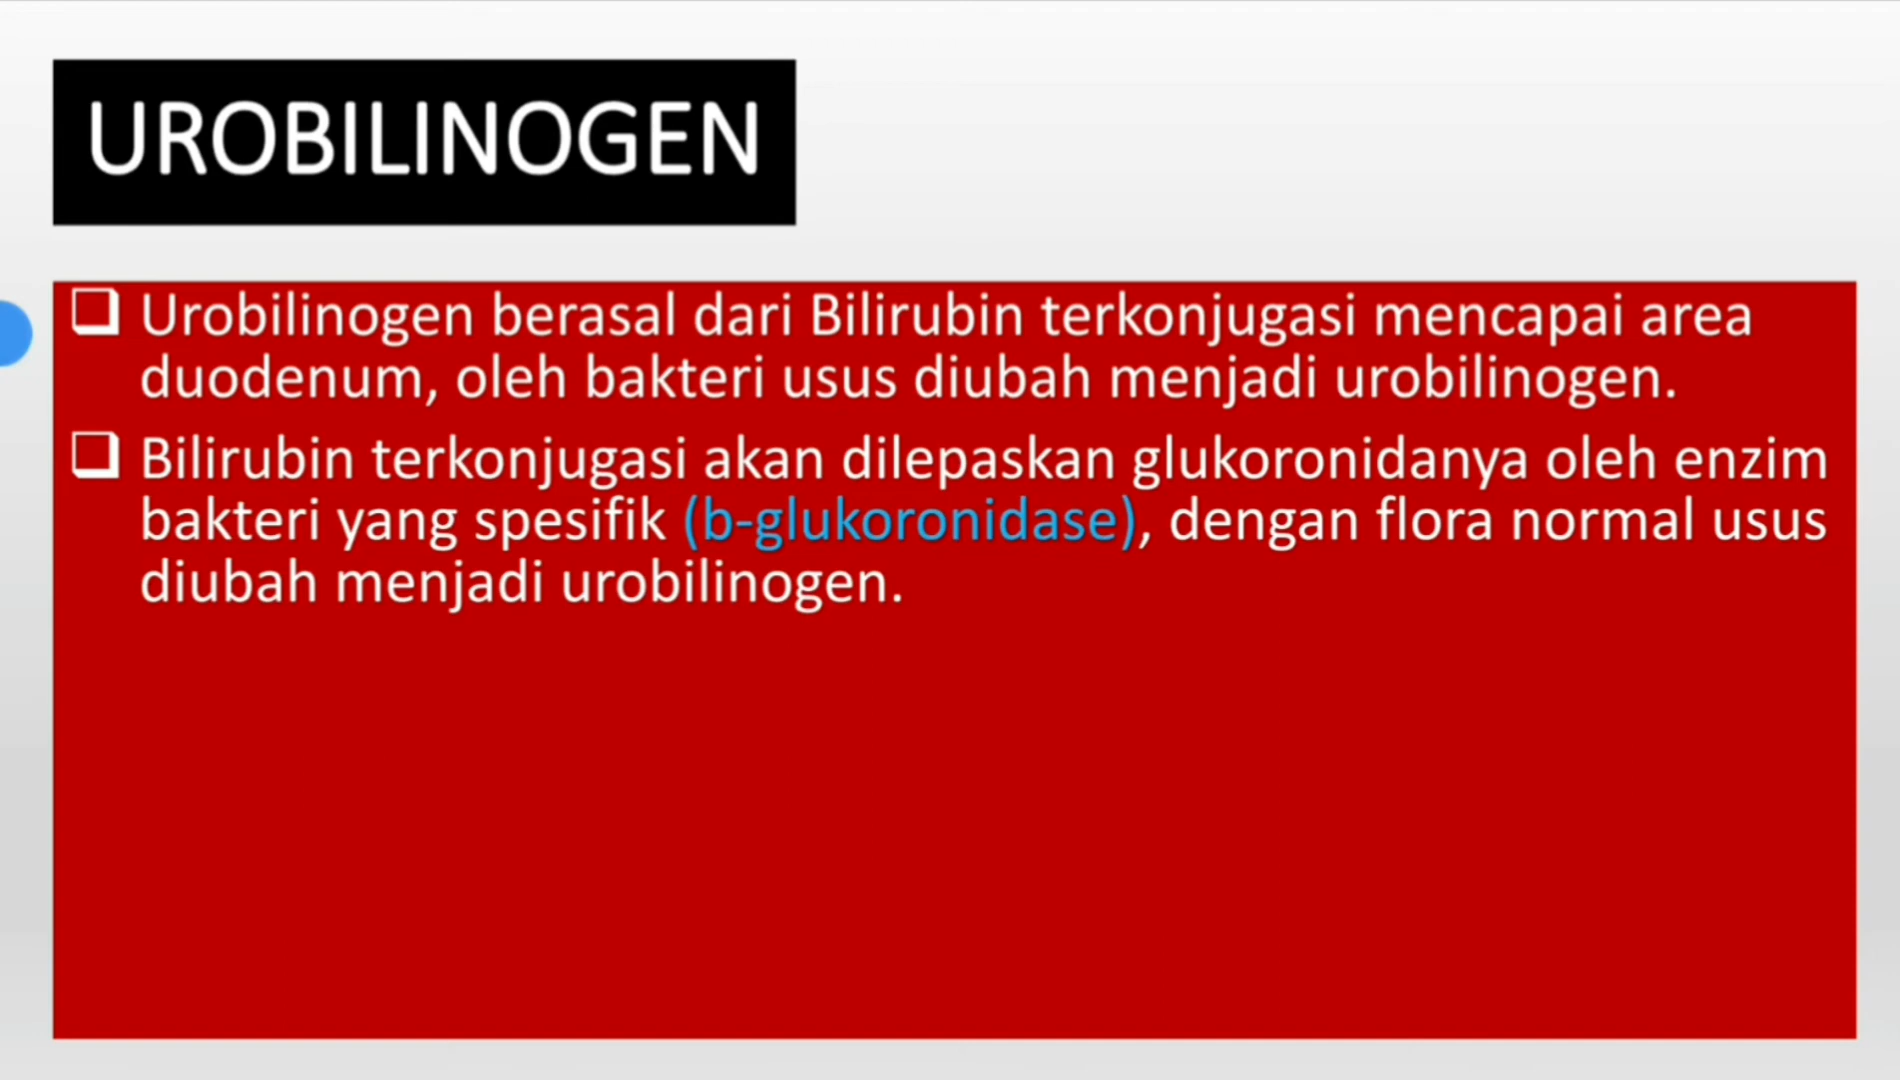 UROBILINOGEN
Urobilinogen berasal dari Bilirubin terkonjugasi mencapai area
duodenum, oleh bakteri usus diubah menjadi urobilinogen.
Bilirubin terkonjugasi akan dilepaskan glukoronidanya oleh enzim
bakteri yang spesifik (b-glukoronidase), dengan flora normal usus
diubah menjadi urobilinogen.